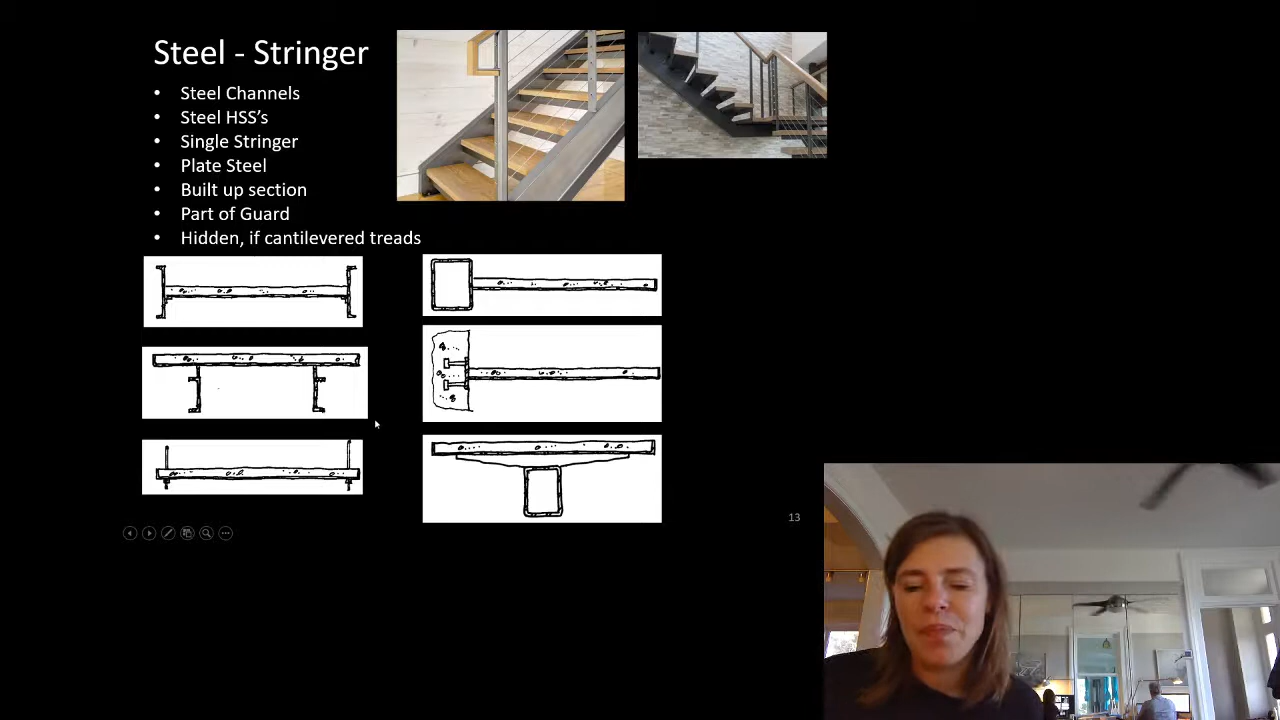 Steel - Stringer
• Steel Channels
• Steel HSS's
• Single Stringer
• Plate Steel
• Built up section
• Part of Guard
• Hidden, if cantilevered treads
13